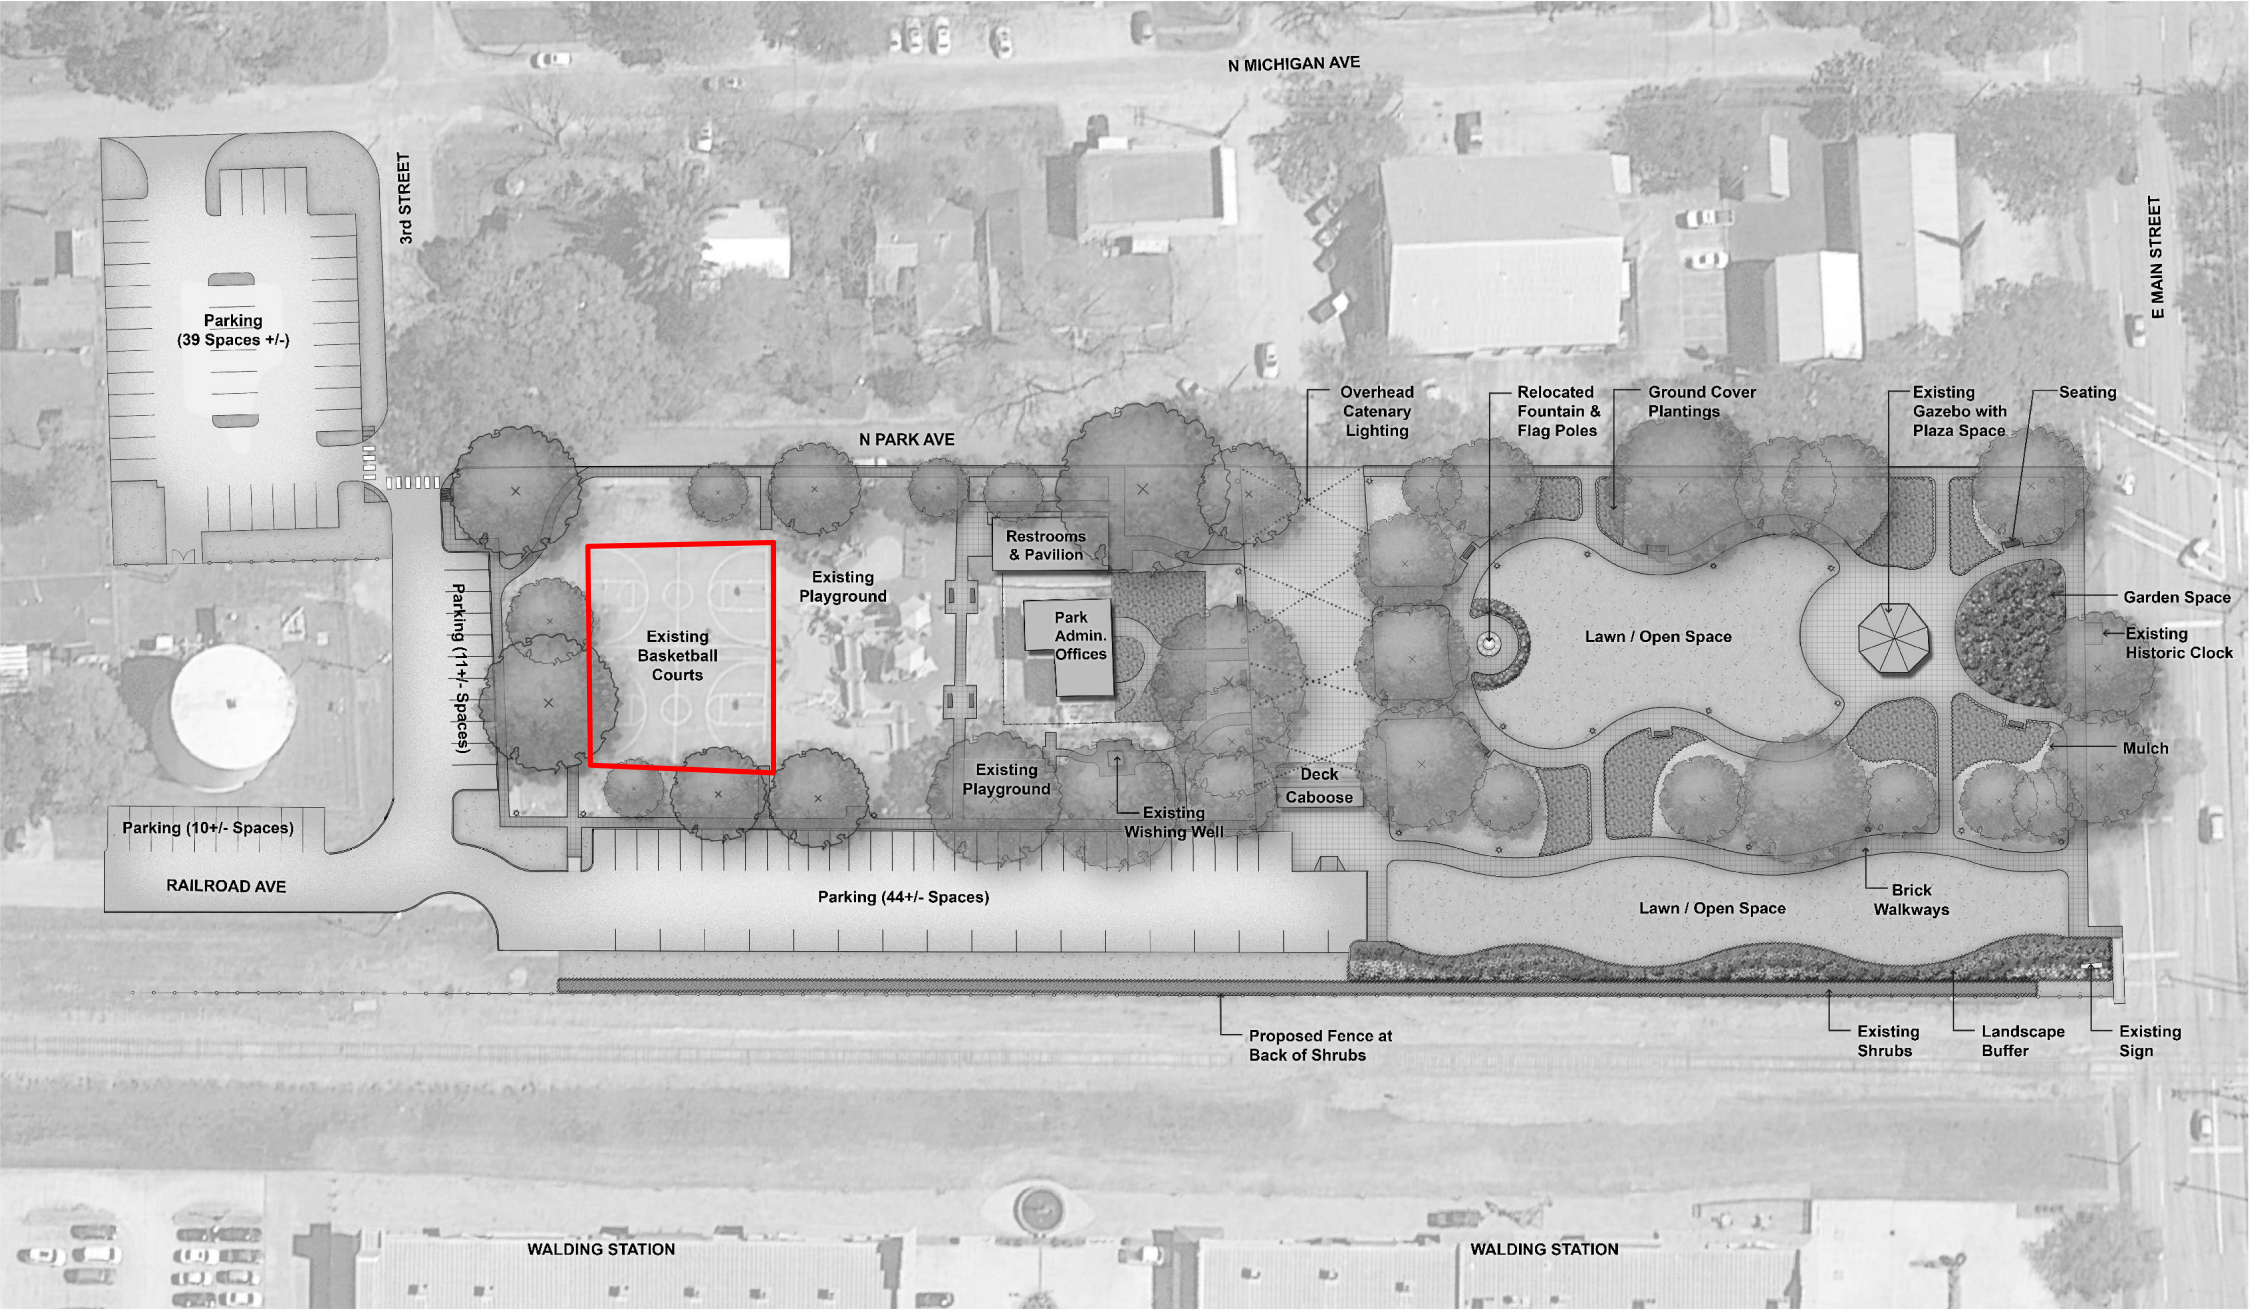 N MICHIGAN AVE
3rd STREET
E MAIN STREET
Parking
(39 Spaces +/-)
Overhead
Catenary
Lighting
Relocated
Fountain &
Flag Poles
Ground Cover
Plantings
Existing
Gazebo with
Plaza Space
Seating
N PARK AVE
Restrooms
& Pavilion
Existing
Playground
Parking (11+/- Spaces)
Existing
Basketball
Courts
Park
Admin.
Offices
Lawn / Open Space
Garden Space
Existing
Historic Clock
Mulch
Existing
Playground
Deck
Caboose
Existing
Wishing Well
Parking (10+/- Spaces)
RAILROAD AVE
Parking (44+/- Spaces)
Brick
Walkways
Lawn / Open Space
Proposed Fence at
Back of Shrubs
Existing
Shrubs
Landscape
Buffer
Existing
Sign
WALDING STATION
WALDING STATION